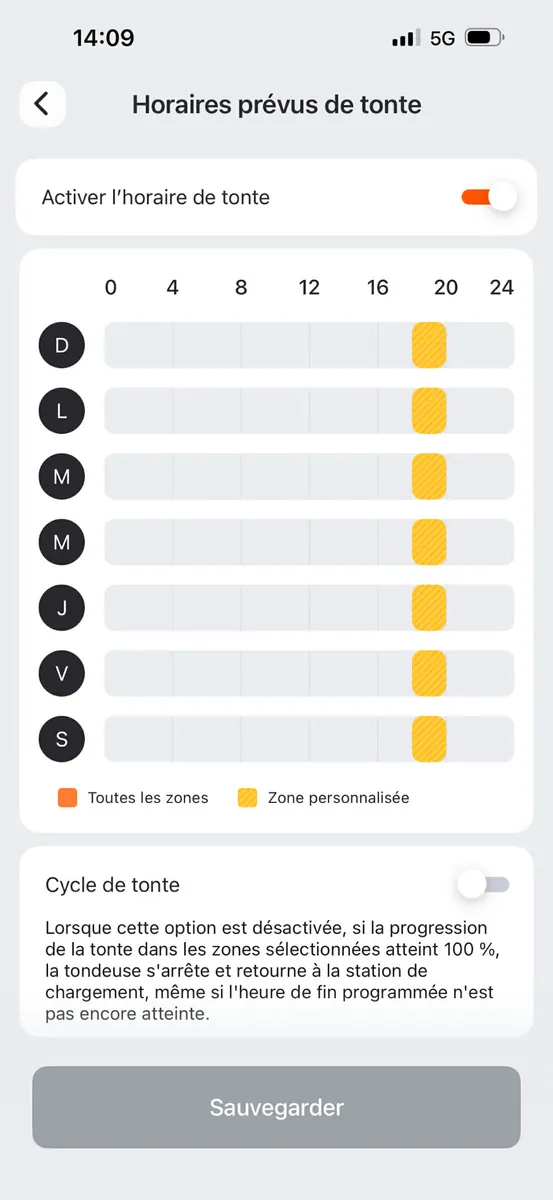 14:09 5G
Horaires prévus de tonte
Activer l’horaire de tonte
0 4 8 12 16 20 24
D
L
M
M
J
V
S
Toutes les zones Zone personnalisée
Cycle de tonte
Lorsque cette option est désactivée, si la progression
de la tonte dans les zones sélectionnées atteint 100 %,
la tondeuse s'arrête et retourne à la station de
chargement, même si l'heure de fin programmée n'est
pas encore atteinte.
Sauvegarder